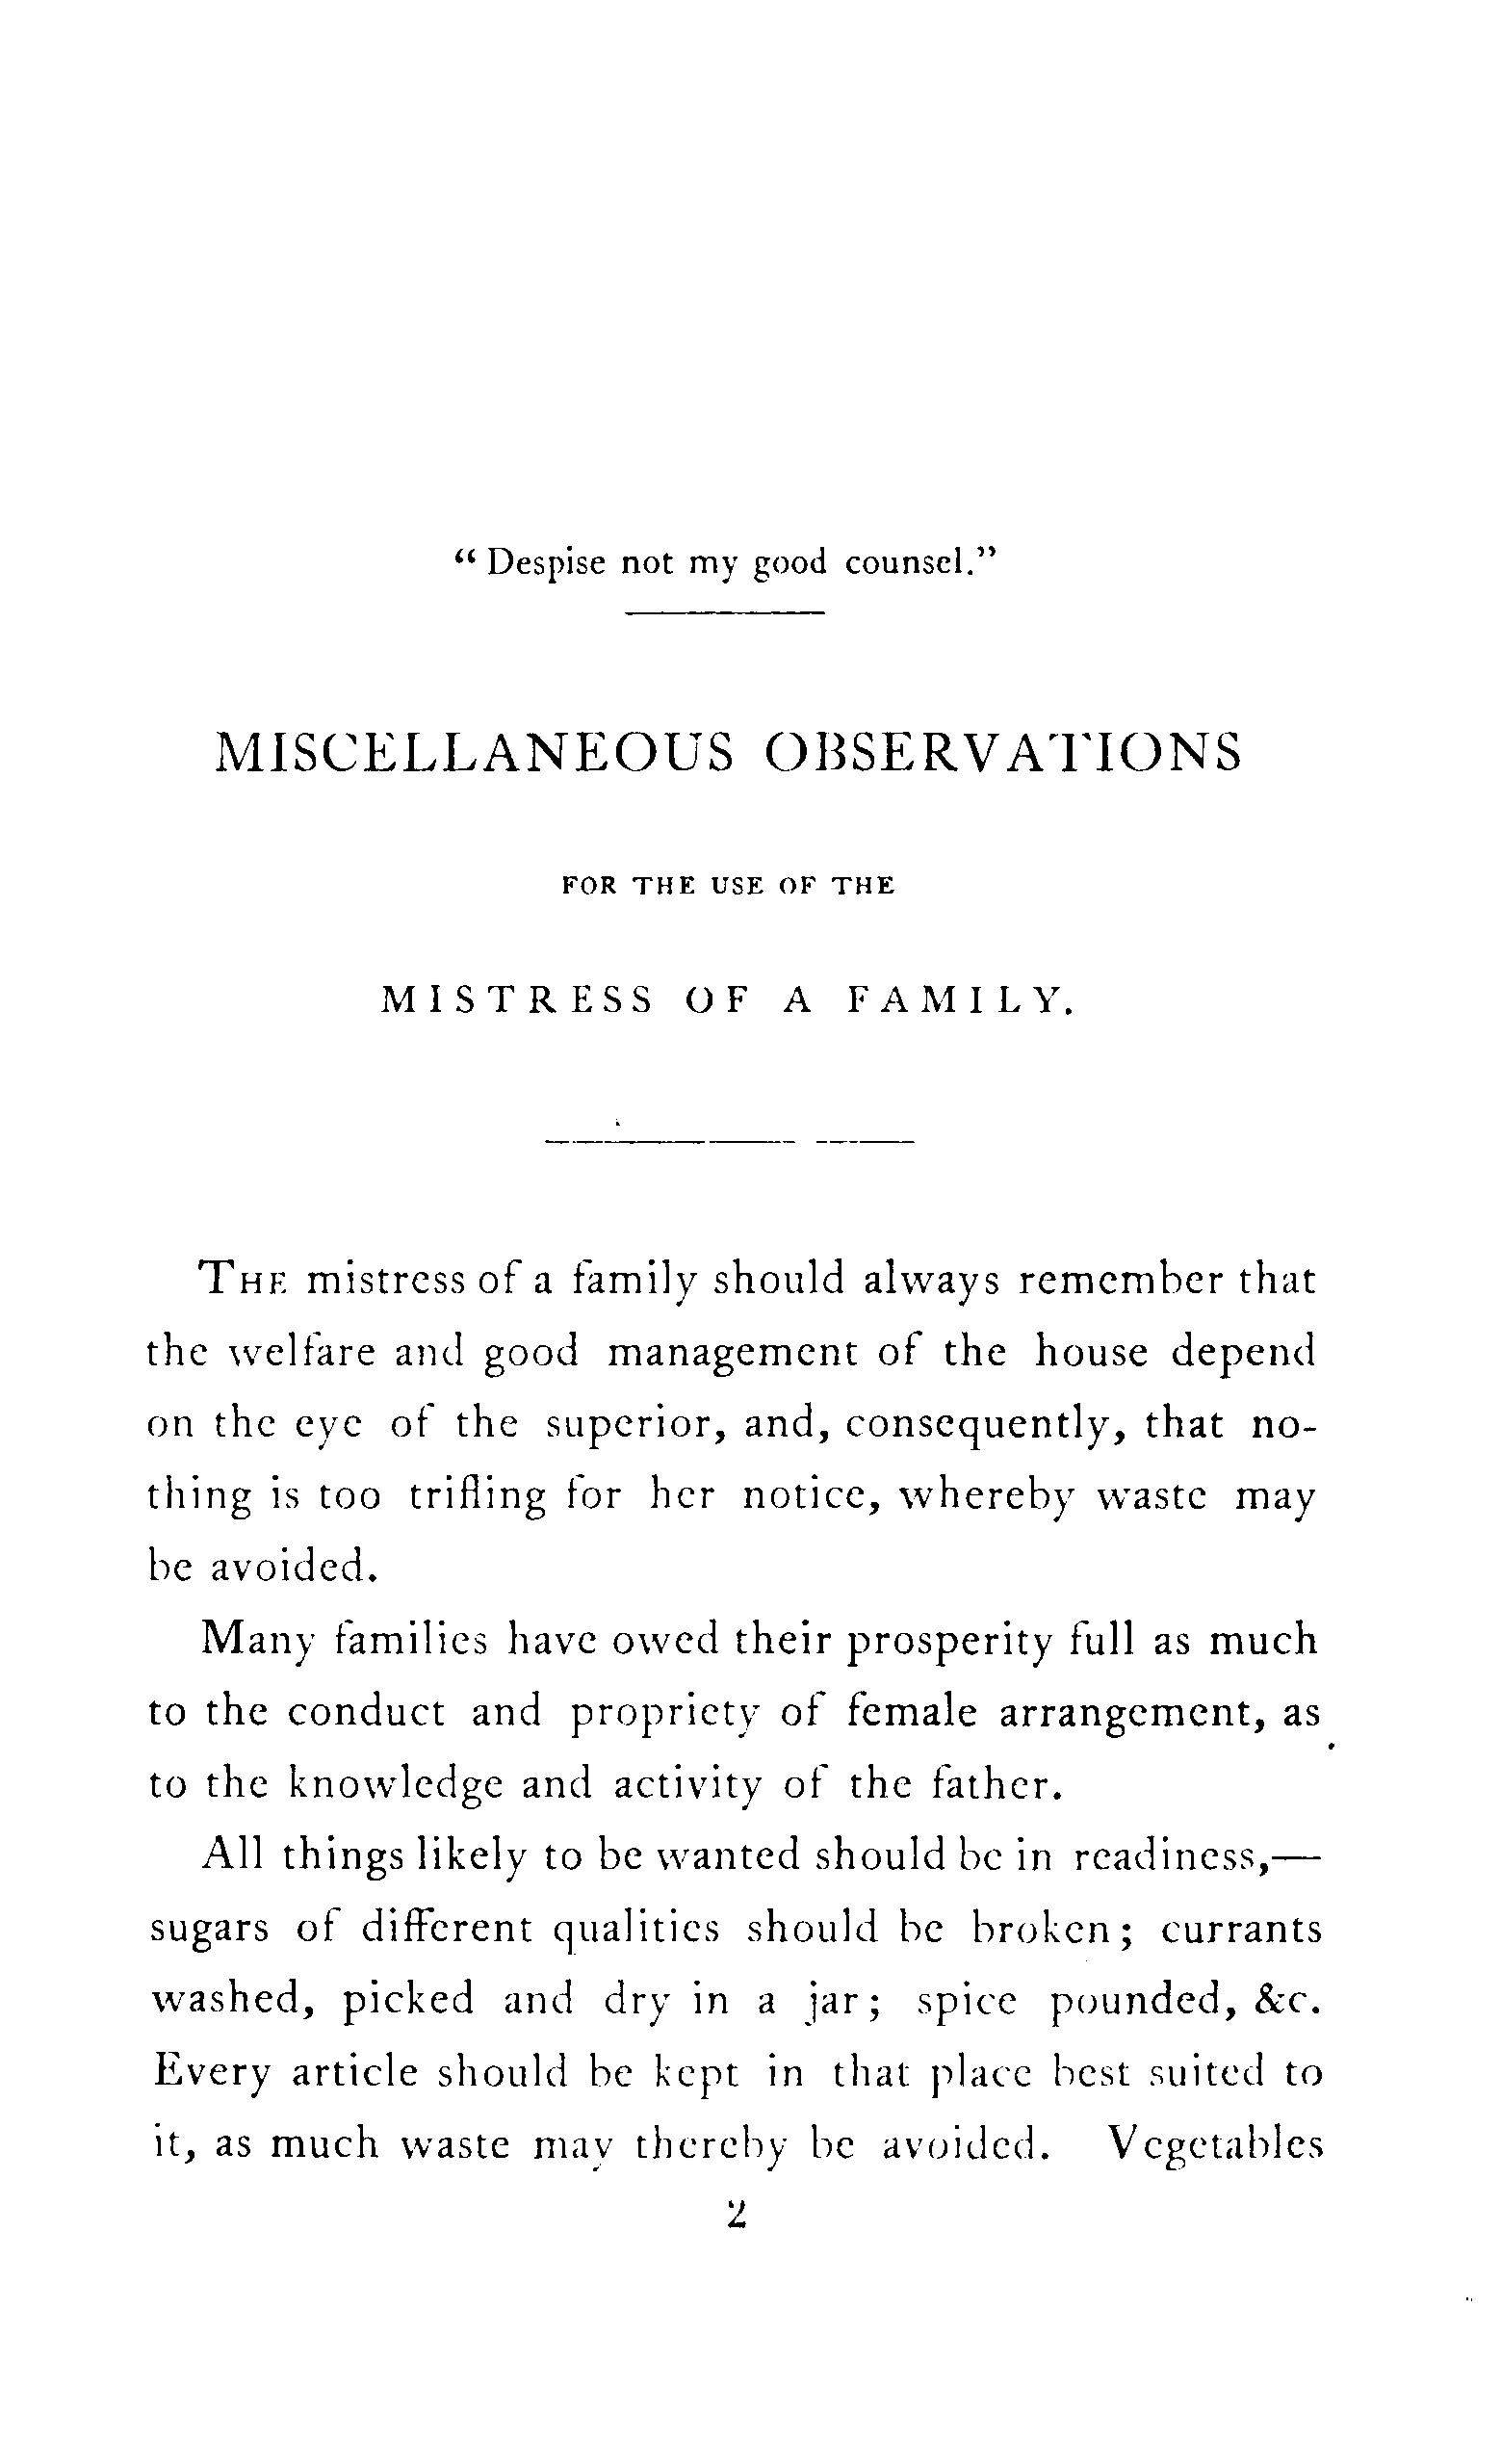 “ Despise not my good counsel.”
MISCELLANEOUS OBSERVATIONS
FOR THE USE OF THE
MISTRESS OF A FAMILY.
THE mistress of a family should always remember that
the welfare and good management of the house depend
on the eye of the superior, and, consequently, that no-
thing is too trifling for her notice, whereby waste may
be avoided.
Many families have owed their prosperity full as much
to the conduct and propriety of female arrangement, as
to the knowledge and activity of the father.
All things likely to be wanted should be in readiness,—
sugars of different qualities should be broken; currants
washed, picked and dry in a jar; spice pounded, &c.
Every article should be kept in that place best suited to
it, as much waste may thereby be avoided. Vegetables
2